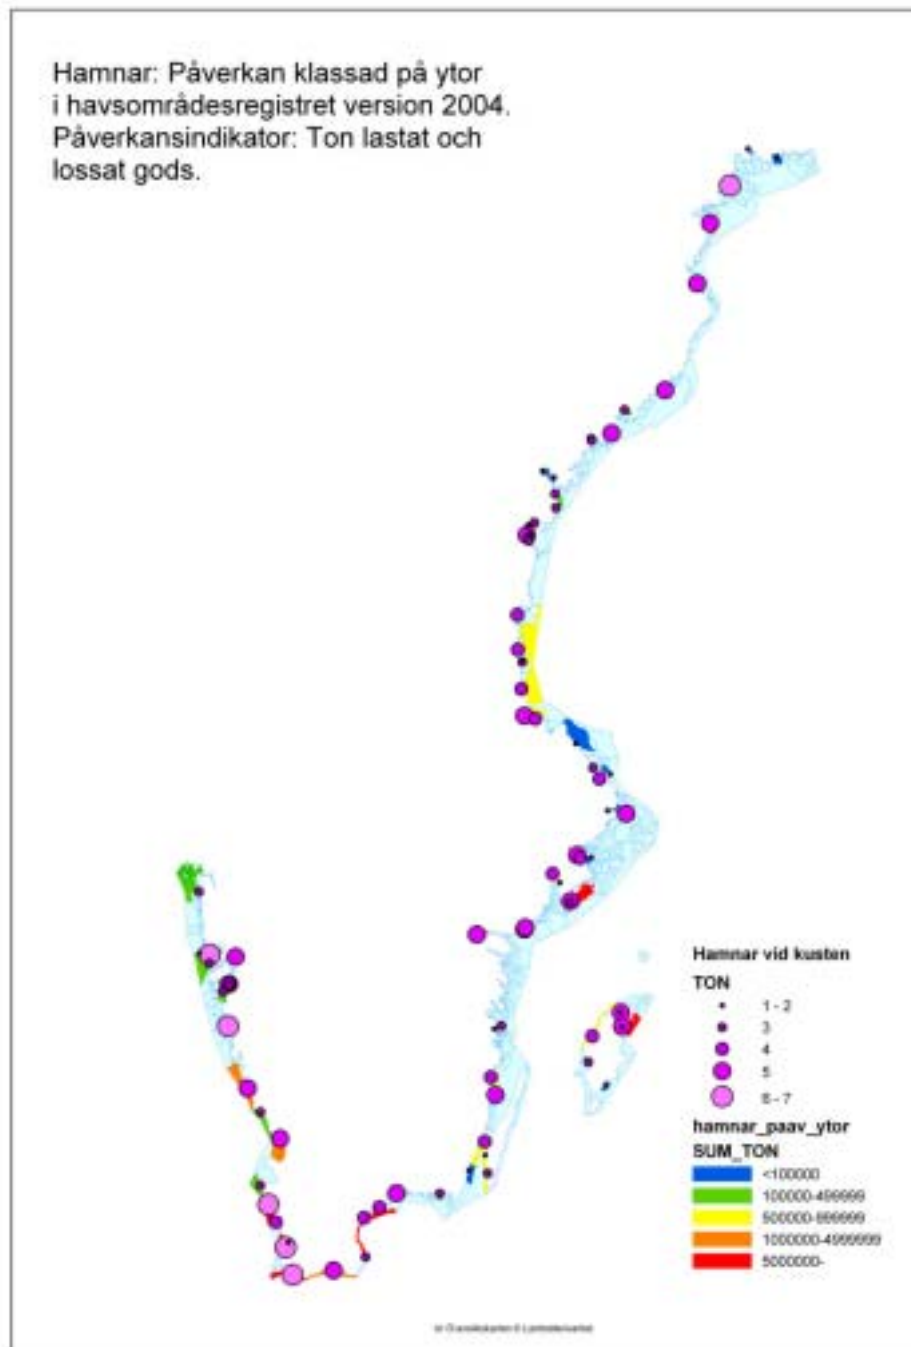 Hamnar: Påverkan klassad på ytor
i havsområdesregistret version 2004.
Påverkansindikator: Ton lastat och
lossat gods.
Hamnar vid kusten
TON
1 - 2
3
4
5
6 - 7
hamnar_paav_ytor
SUM_TON
<100000
100000-499999
500000-999999
1000000-4999999
5000000-